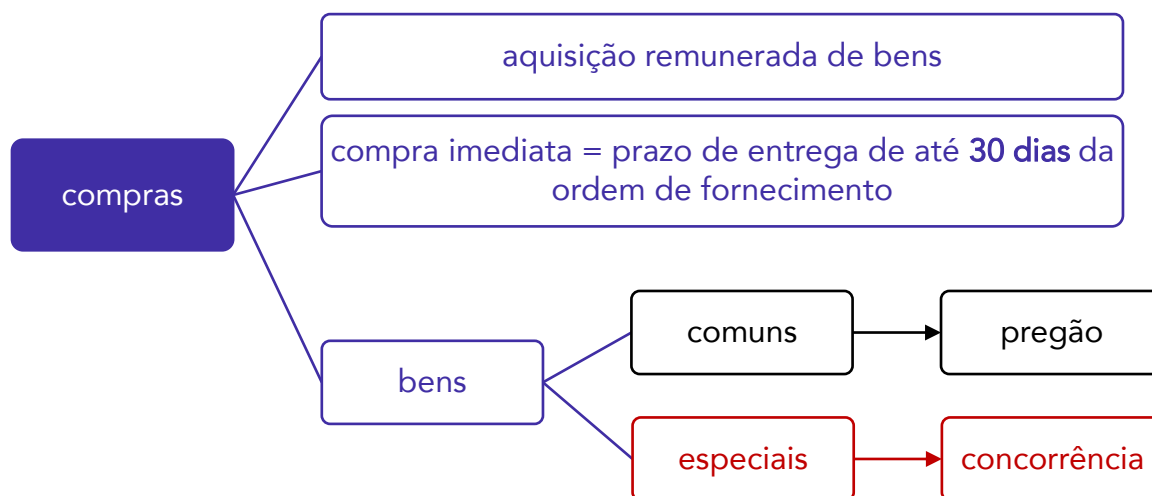 aquisição remunerada de bens
compra imediata = prazo de entrega de até 30 dias da
ordem de fornecimento
compras
comuns
pregão
bens
especiais
concorrência